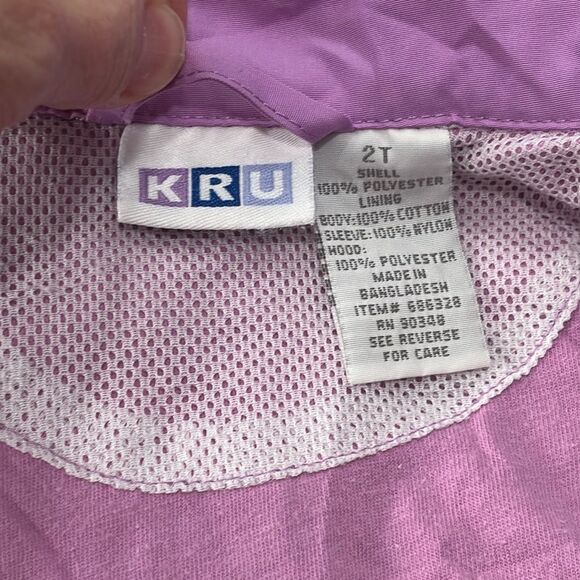 KRU
2T
SHELL
100% POLYESTER
LINING
BODY:100% COTTON
SLEEVE:100% NYLON
HOOD:
100% POLYESTER
MADE IN
BANGLADESH
ITEM# 696328
RN 90348
SEE REVERSE
FOR CARE